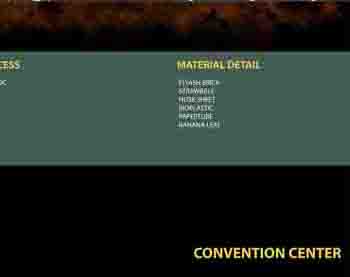 CESS
MATERIAL DETAIL
FLYASH BRICK
STRAWBALE
HUSK SHEET
BIOPLASTIC
PAPERTUBE
BANANA LEAF
CONVENTION CENTER